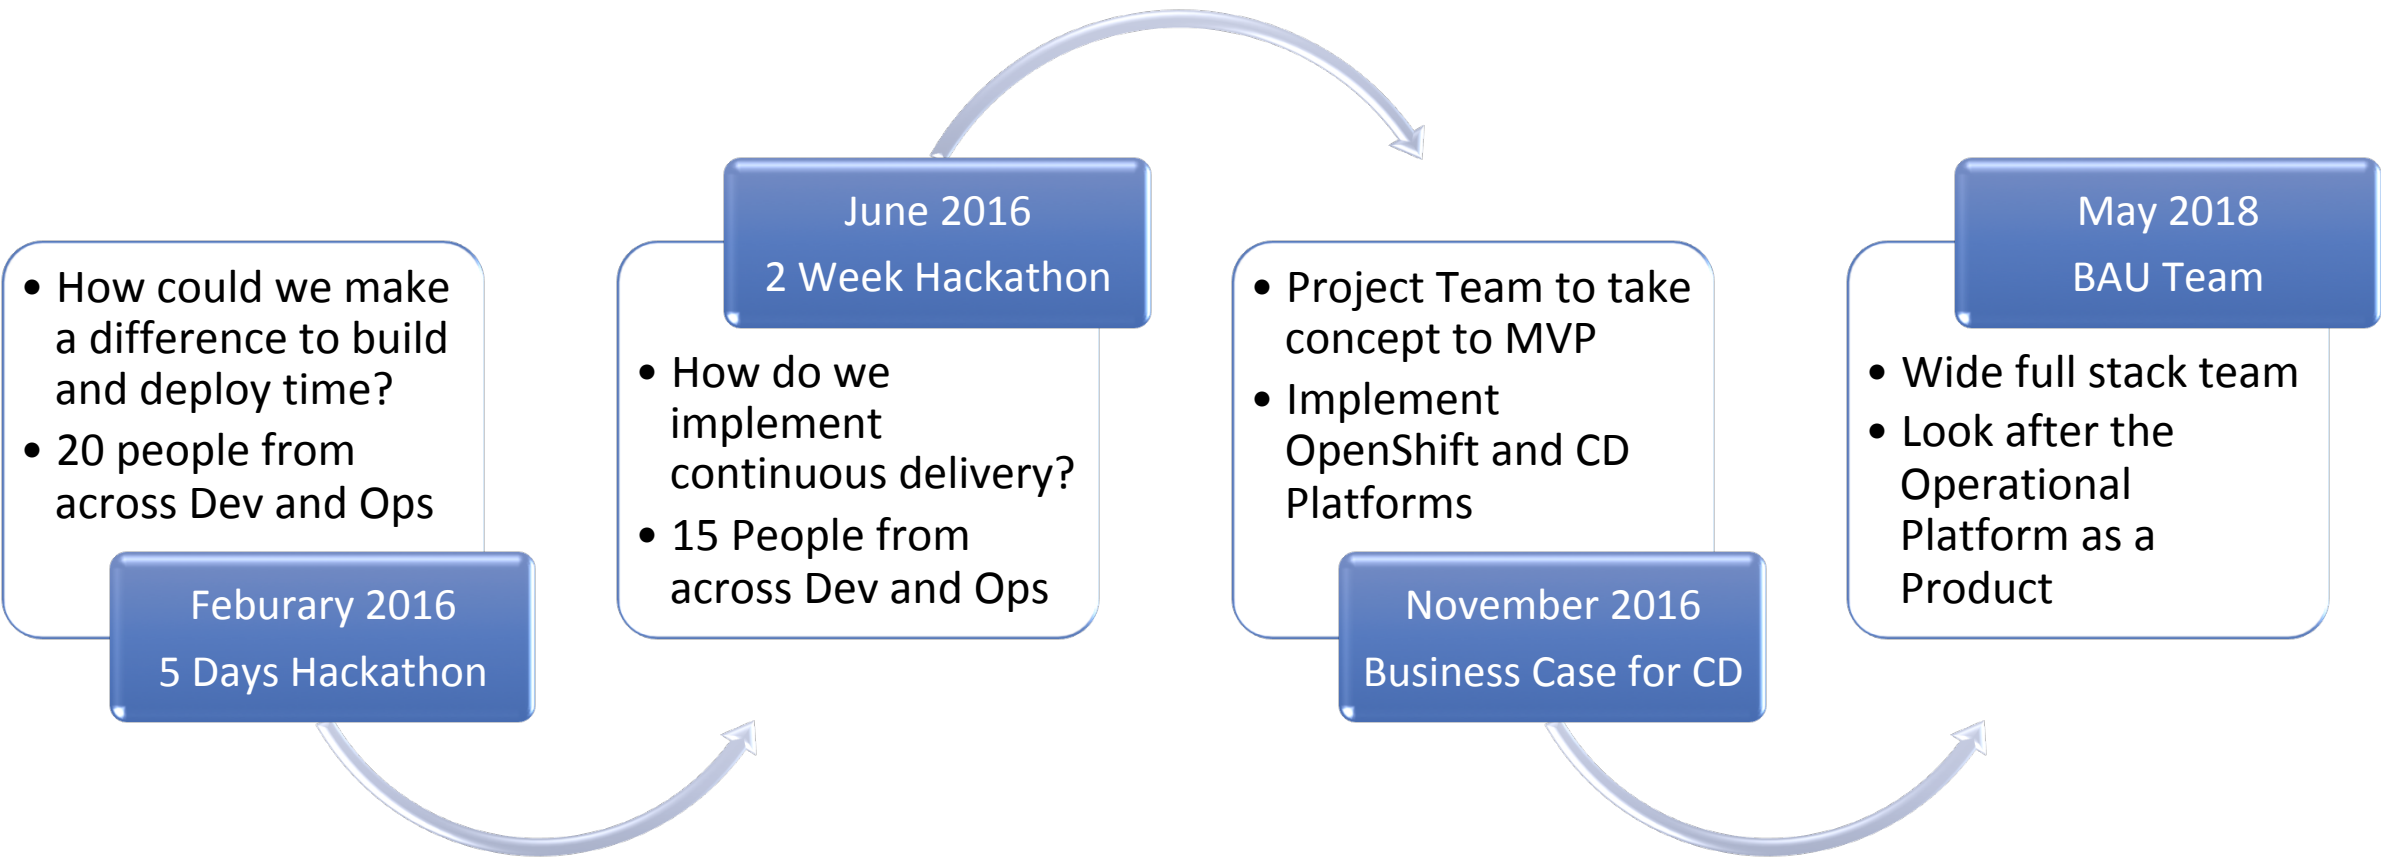 • How could we make
a difference to build
and deploy time?
• 20 people from
across Dev and Ops
Feburary 2016
5 Days Hackathon
June 2016
2 Week Hackathon
• How do we
implement
continuous delivery?
• 15 People from
across Dev and Ops
• Project Team to take
concept to MVP
• Implement
OpenShift and CD
Platforms
November 2016
Business Case for CD
May 2018
BAU Team
• Wide full stack team
• Look after the
Operational
Platform as a
Product